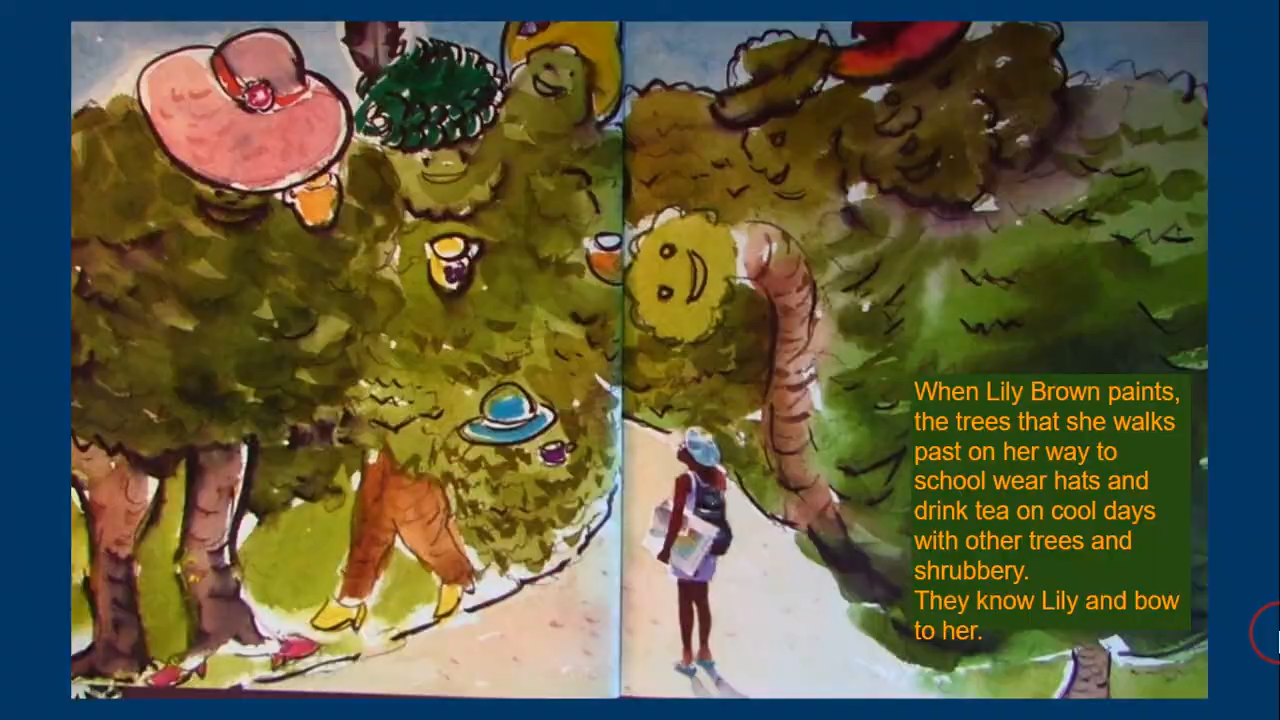 When Lily Brown paints,
the trees that she walks
past on her way to
school wear hats and
drink tea on cool days
with other trees and
shrubbery.
They know Lily and bow
to her.